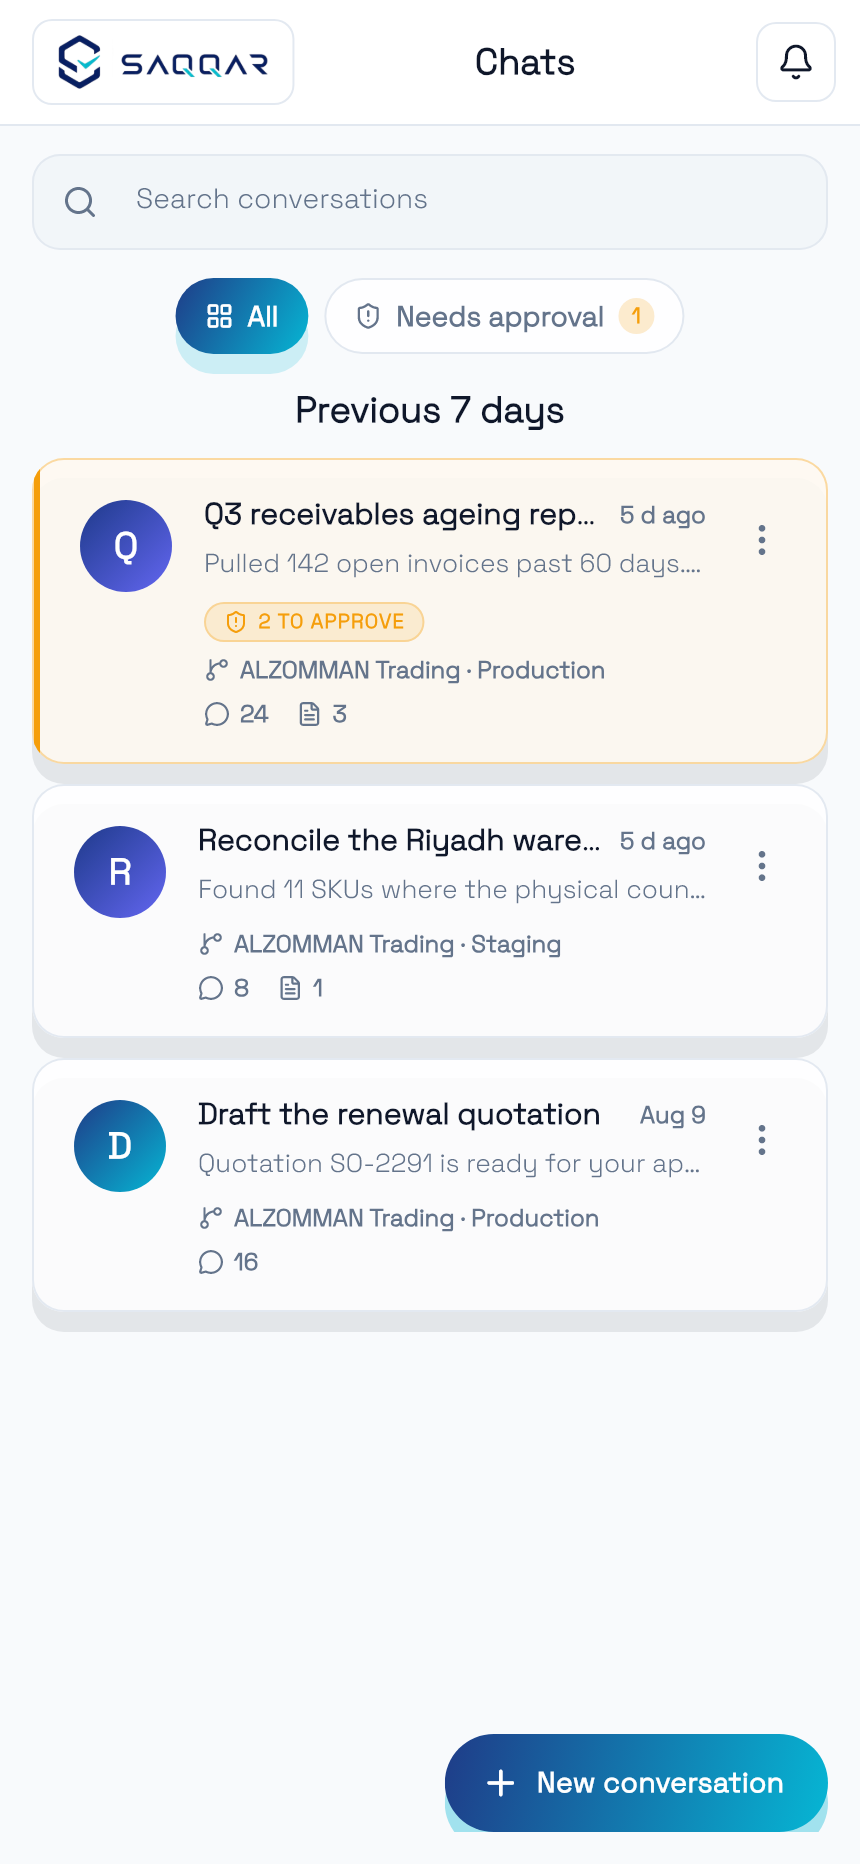 SAQQAR
Chats
Search conversations
All
Needs approval 1
Previous 7 days
Q
Q3 receivables ageing rep... 5 d ago
Pulled 142 open invoices past 60 days....
2 TO APPROVE
ALZOMMAN Trading · Production
24 3
R
Reconcile the Riyadh ware... 5 d ago
Found 11 SKUs where the physical coun...
ALZOMMAN Trading · Staging
8 1
D
Draft the renewal quotation Aug 9
Quotation SO-2291 is ready for your ap...
ALZOMMAN Trading · Production
16
New conversation